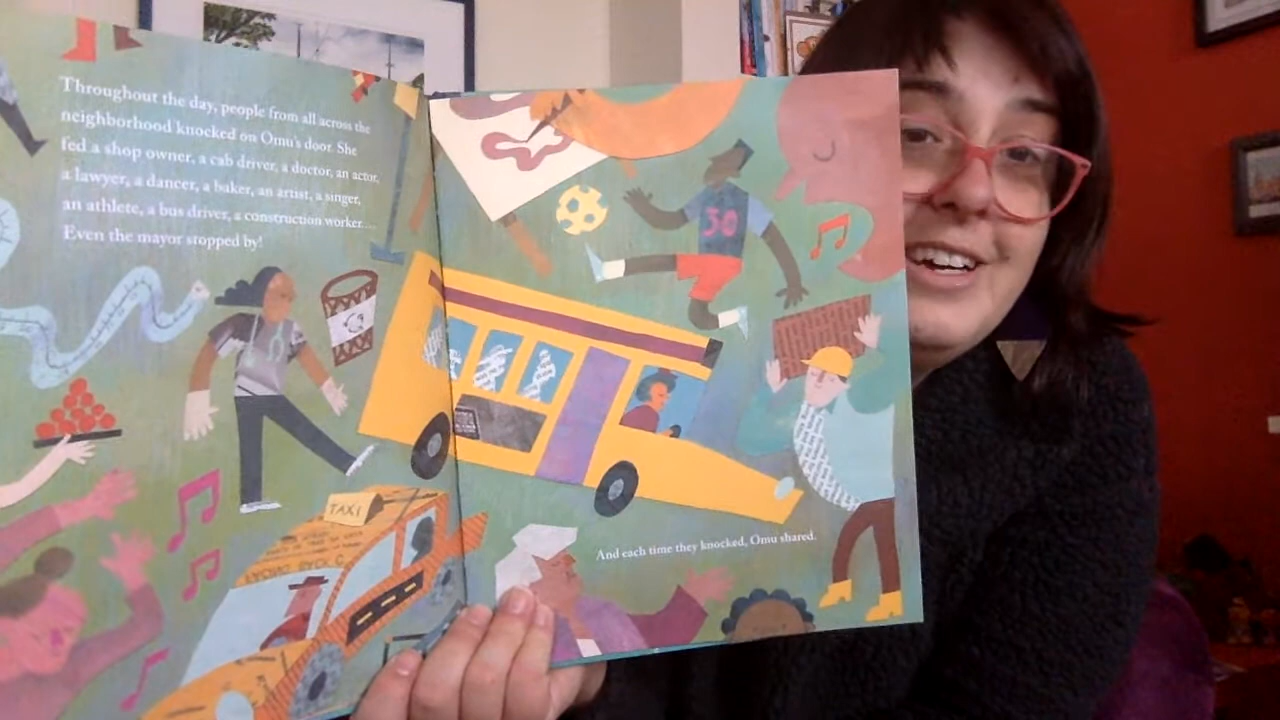 Throughout the day, people from all across the
neighborhood knocked on Omu's door. She
fed a shop owner, a cab driver, a doctor, an actor,
a lawyer, a dancer, a baker, an artist, a singer,
an athlete, a bus driver, a construction worker....
Even the mayor stopped by!
30
TAXI
And each time they knocked, Omu shared.